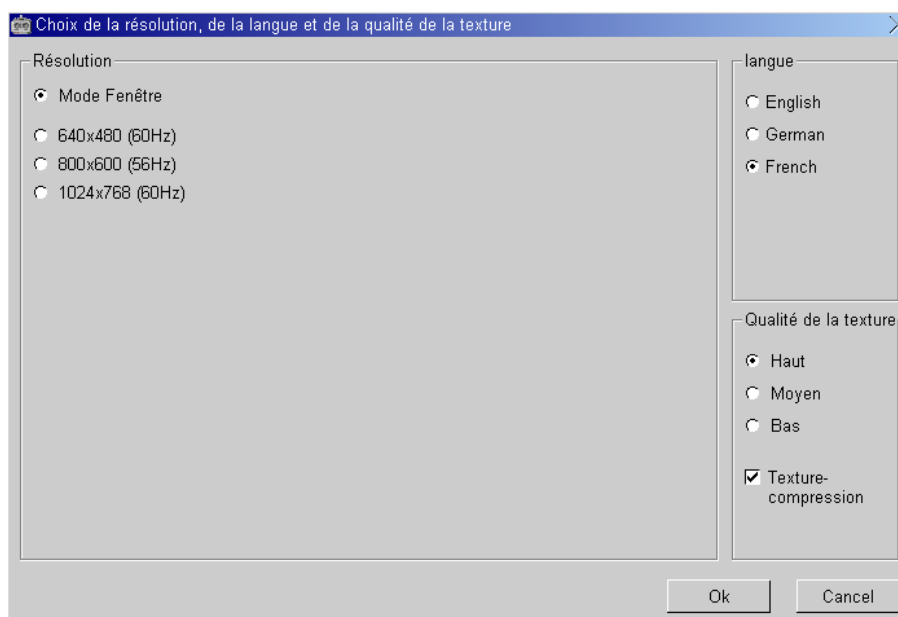 Choix de la résolution, de la langue et de la qualité de la texture
Résolution
Mode Fenêtre
640x480 (60Hz)
800x600 (56Hz)
1024x768 (60Hz)
langue
English
German
French
Qualité de la texture
Haut
Moyen
Bas
Texture-
compression
Ok
Cancel